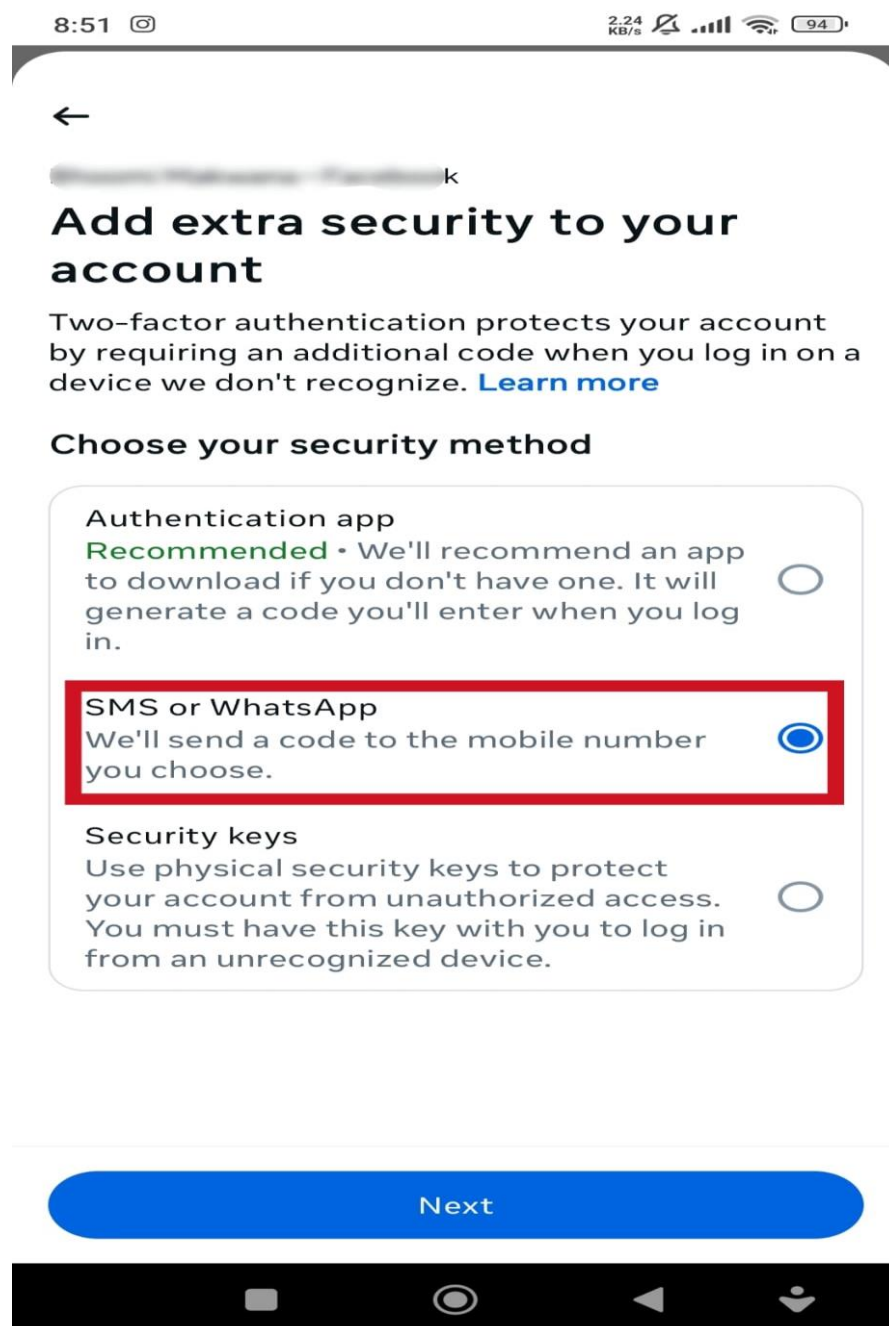 8:51
2.24
KB/s
94
k
Add extra security to your
account
Two-factor authentication protects your account
by requiring an additional code when you log in on a
device we don't recognize. Learn more
Choose your security method
Authentication app
Recommended • We'll recommend an app
to download if you don't have one. It will
generate a code you'll enter when you log
in.
SMS or WhatsApp
We'll send a code to the mobile number
you choose.
Security keys
Use physical security keys to protect
your account from unauthorized access.
You must have this key with you to log in
from an unrecognized device.
Next